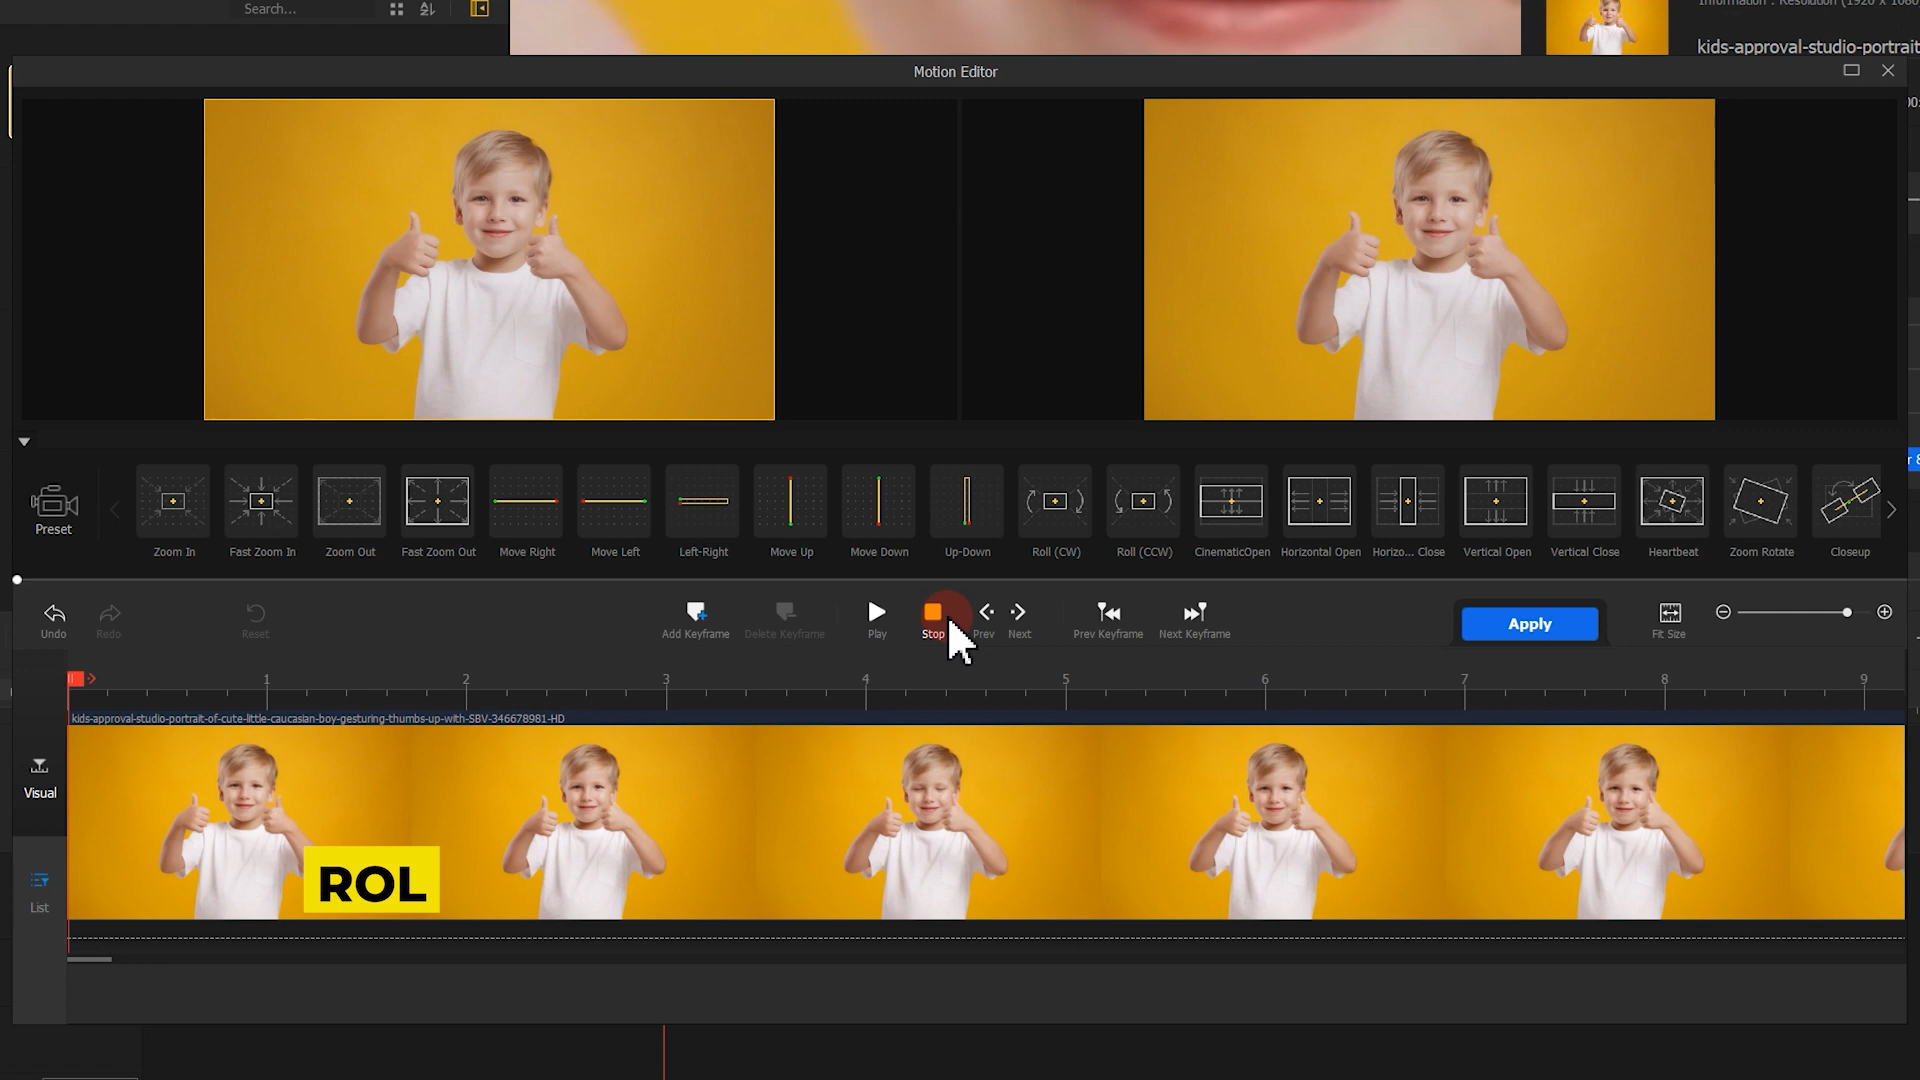 Search...
kids-approval-studio-portrait
Motion Editor
Preset
Zoom In
Fast Zoom In
Zoom Out
Fast Zoom Out
Move Right
Move Left
Left-Right
Move Up
Move Down
Up-Down
Roll (CW)
Roll (CCW)
CinematicOpen
Horizontal Open
Horizo... Close
Vertical Open
Vertical Close
Heartbeat
Zoom Rotate
Closeup
Undo
Redo
Reset
Add Keyframe
Delete Keyframe
Play
Stop
Prev
Next
Prev Keyframe
Next Keyframe
Apply
Fit Size
1 2 3 4 5 6 7 8 9
kids-approval-studio-portrait-of-cute-little-caucasian-boy-gesturing-thumbs-up-with-SBV-346678981-HD
Visual
List
ROL